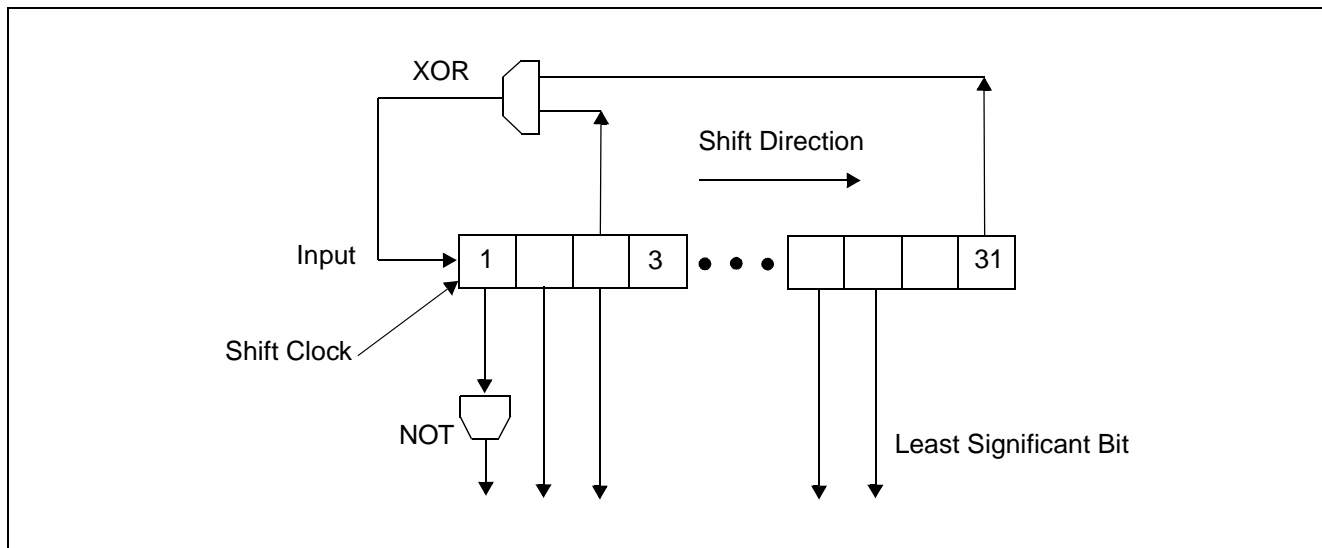 XOR
Shift Direction
Input
1 3 31
Shift Clock
NOT
Least Significant Bit